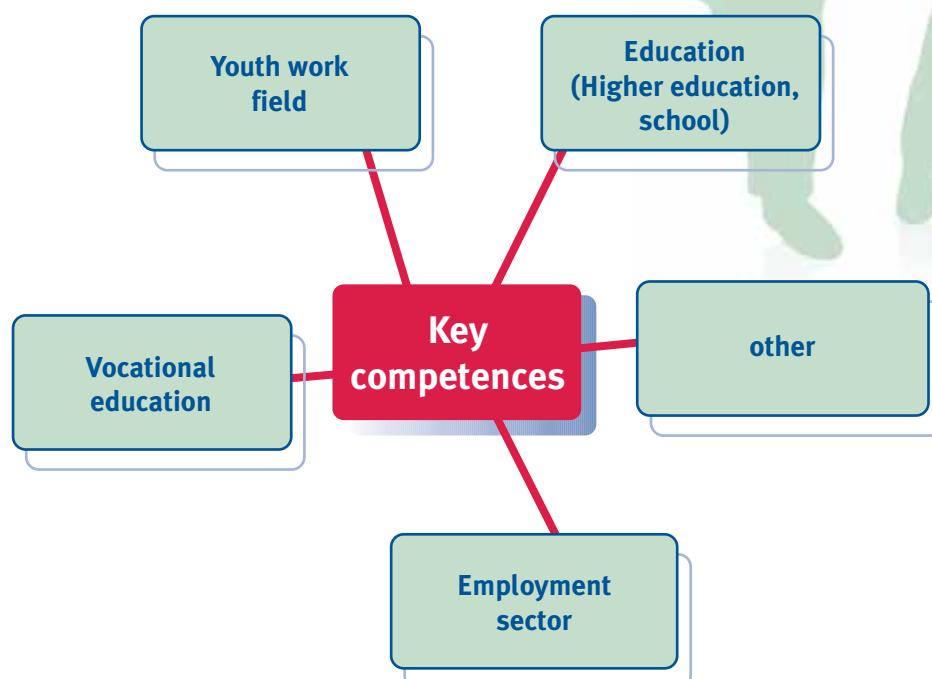 Youth work
field
Education
(Higher education,
school)
Key
competences
other
Vocational
education
Employment
sector